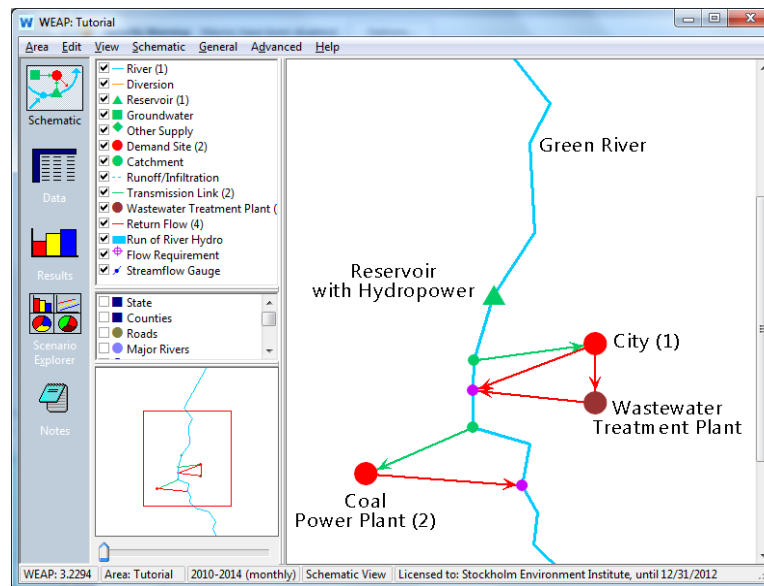 WEAP: Tutorial
Area Edit View Schematic General Advanced Help
Schematic
Data
Results
Scenario
Explorer
Notes
River (1)
Diversion
Reservoir (1)
Groundwater
Other Supply
Demand Site (2)
Catchment
Runoff/Infiltration
Transmission Link (2)
Wastewater Treatment Plant (
Return Flow (4)
Run of River Hydro
Flow Requirement
Streamflow Gauge
State
Counties
Roads
Major Rivers
Green River
Reservoir
with Hydropower
City (1)
Wastewater
Treatment Plant
Coal
Power Plant (2)
WEAP: 3.2294 Area: Tutorial 2010-2014 (monthly) Schematic View Licensed to: Stockholm Environment Institute, until 12/31/2012